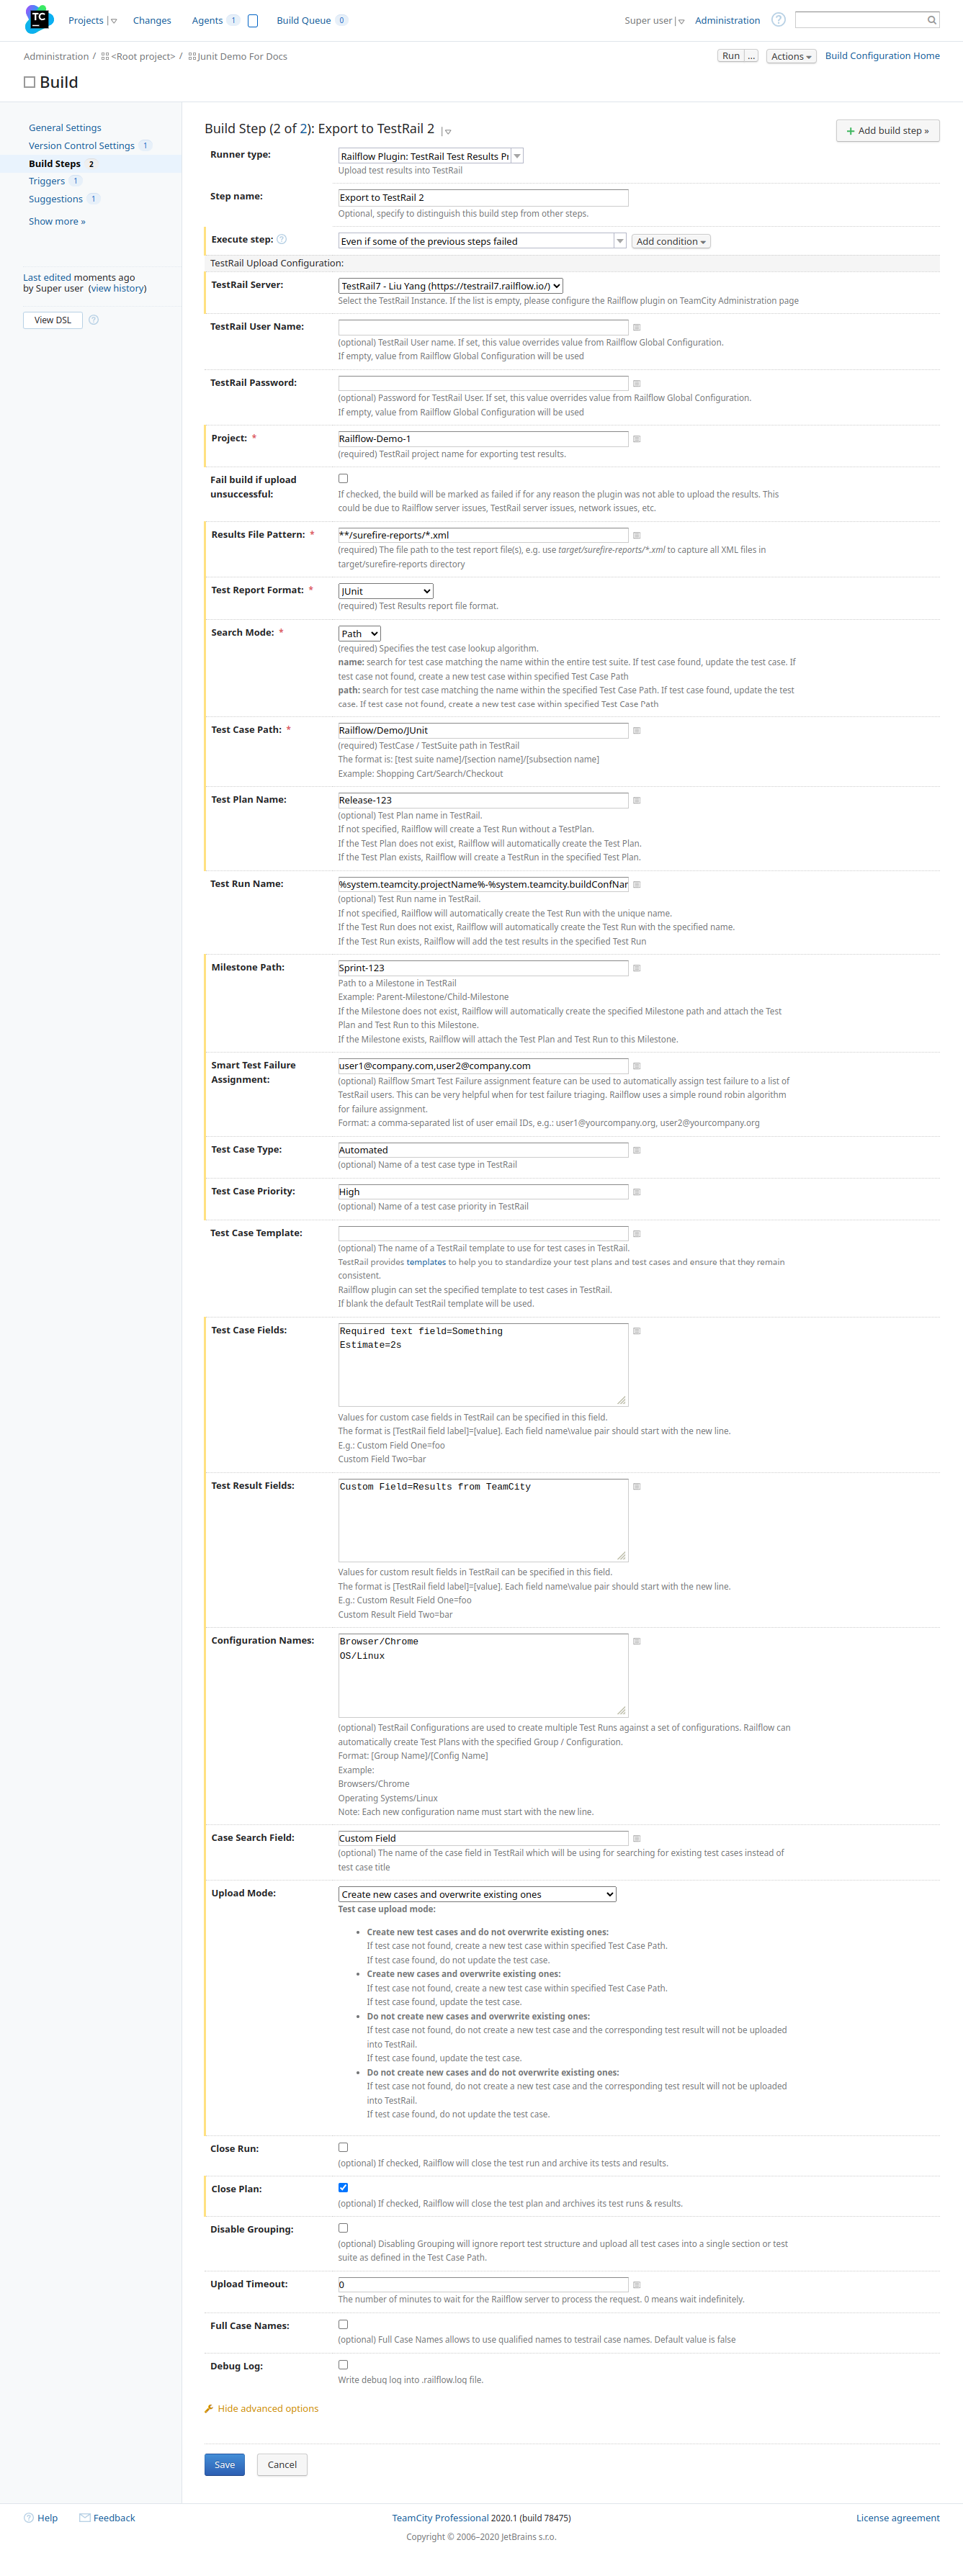 TC Projects Changes Agents 1 Build Queue 0 Super user Administration ?
Administration / <Root project> / Junit Demo For Docs Run ... Actions Build Configuration Home
Build
General Settings
Version Control Settings 1
Build Steps 2
Triggers 1
Suggestions 1
Show more »
Last edited moments ago
by Super user (view history)
View DSL ?
Build Step (2 of 2): Export to TestRail 2 Add build step »
Runner type: Railflow Plugin: TestRail Test Results Pr
Upload test results into TestRail
Step name: Export to TestRail 2
Optional, specify to distinguish this build step from other steps.
Execute step: ? Even if some of the previous steps failed Add condition
TestRail Upload Configuration:
TestRail Server: TestRail7 - Liu Yang (https://testrail7.railflow.io/)
Select the TestRail Instance. If the list is empty, please configure the Railflow plugin on TeamCity Administration page
TestRail User Name:
(optional) TestRail User name. If set, this value overrides value from Railflow Global Configuration.
If empty, value from Railflow Global Configuration will be used
TestRail Password:
(optional) Password for TestRail User. If set, this value overrides value from Railflow Global Configuration.
If empty, value from Railflow Global Configuration will be used
Project: * Railflow-Demo-1
(required) TestRail project name for exporting test results.
Fail build if upload
unsuccessful:
If checked, the build will be marked as failed if for any reason the plugin was not able to upload the results. This
could be due to Railflow server issues, TestRail server issues, network issues, etc.
Results File Pattern: * **/surefire-reports/*.xml
(required) The file path to the test report file(s), e.g. use target/surefire-reports/*.xml to capture all XML files in
target/surefire-reports directory
Test Report Format: * JUnit
(required) Test Results report file format.
Search Mode: * Path
(required) Specifies the test case lookup algorithm.
name: search for test case matching the name within the entire test suite. If test case found, update the test case. If
test case not found, create a new test case within specified Test Case Path
path: search for test case matching the name within the specified Test Case Path. If test case found, update the test
case. If test case not found, create a new test case within specified Test Case Path
Test Case Path: * Railflow/Demo/JUnit
(required) TestCase / TestSuite path in TestRail
The format is: [test suite name]/[section name]/[subsection name]
Example: Shopping Cart/Search/Checkout
Test Plan Name: Release-123
(optional) Test Plan name in TestRail.
If not specified, Railflow will create a Test Run without a TestPlan.
If the Test Plan does not exist, Railflow will automatically create the Test Plan.
If the Test Plan exists, Railflow will create a TestRun in the specified Test Plan.
Test Run Name: %system.teamcity.projectName%-%system.teamcity.buildConfNar
(optional) Test Run name in TestRail.
If not specified, Railflow will automatically create the Test Run with the unique name.
If the Test Run does not exist, Railflow will automatically create the Test Run with the specified name.
If the Test Run exists, Railflow will add the test results in the specified Test Run
Milestone Path: Sprint-123
Path to a Milestone in TestRail
Example: Parent-Milestone/Child-Milestone
If the Milestone does not exist, Railflow will automatically create the specified Milestone path and attach the Test
Plan and Test Run to this Milestone.
If the Milestone exists, Railflow will attach the Test Plan and Test Run to this Milestone.
Smart Test Failure
Assignment: user1@company.com,user2@company.com
(optional) Railflow Smart Test Failure assignment feature can be used to automatically assign test failure to a list of
TestRail users. This can be very helpful when for test failure triaging. Railflow uses a simple round robin algorithm
for failure assignment.
Format: a comma-separated list of user email IDs, e.g.: user1@yourcompany.org, user2@yourcompany.org
Test Case Type: Automated
(optional) Name of a test case type in TestRail
Test Case Priority: High
(optional) Name of a test case priority in TestRail
Test Case Template:
(optional) The name of a TestRail template to use for test cases in TestRail.
TestRail provides templates to help you to standardize your test plans and test cases and ensure that they remain
consistent.
Railflow plugin can set the specified template to test cases in TestRail.
If blank the default TestRail template will be used.
Test Case Fields: Required text field=Something
Estimate=2s
Values for custom case fields in TestRail can be specified in this field.
The format is [TestRail field label]=[value]. Each field name\value pair should start with the new line.
E.g.: Custom Field One=foo
Custom Field Two=bar
Test Result Fields: Custom Field=Results from TeamCity
Values for custom result fields in TestRail can be specified in this field.
The format is [TestRail field label]=[value]. Each field name\value pair should start with the new line.
E.g.: Custom Result Field One=foo
Custom Result Field Two=bar
Configuration Names: Browser/Chrome
OS/Linux
(optional) TestRail Configurations are used to create multiple Test Runs against a set of configurations. Railflow can
automatically create Test Plans with the specified Group / Configuration.
Format: [Group Name]/[Config Name]
Example:
Browsers/Chrome
Operating Systems/Linux
Note: Each new configuration name must start with the new line.
Case Search Field: Custom Field
(optional) The name of the case field in TestRail which will be using for searching for existing test cases instead of
test case title
Upload Mode: Create new cases and overwrite existing ones
Test case upload mode:
• Create new test cases and do not overwrite existing ones:
If test case not found, create a new test case within specified Test Case Path.
If test case found, do not update the test case.
• Create new cases and overwrite existing ones:
If test case not found, create a new test case within specified Test Case Path.
If test case found, update the test case.
• Do not create new cases and overwrite existing ones:
If test case not found, do not create a new test case and the corresponding test result will not be uploaded
into TestRail.
If test case found, update the test case.
• Do not create new cases and do not overwrite existing ones:
If test case not found, do not create a new test case and the corresponding test result will not be uploaded
into TestRail.
If test case found, do not update the test case.
Close Run:
(optional) If checked, Railflow will close the test run and archive its tests and results.
Close Plan:
(optional) If checked, Railflow will close the test plan and archives its test runs & results.
Disable Grouping:
(optional) Disabling Grouping will ignore report test structure and upload all test cases into a single section or test
suite as defined in the Test Case Path.
Upload Timeout: 0
The number of minutes to wait for the Railflow server to process the request. 0 means wait indefinitely.
Full Case Names:
(optional) Full Case Names allows to use qualified names to testrail case names. Default value is false
Debug Log:
Write debug log into .railflow.log file.
Hide advanced options
Save Cancel
? Help Feedback TeamCity Professional 2020.1 (build 78475) License agreement
Copyright © 2006–2020 JetBrains s.r.o.